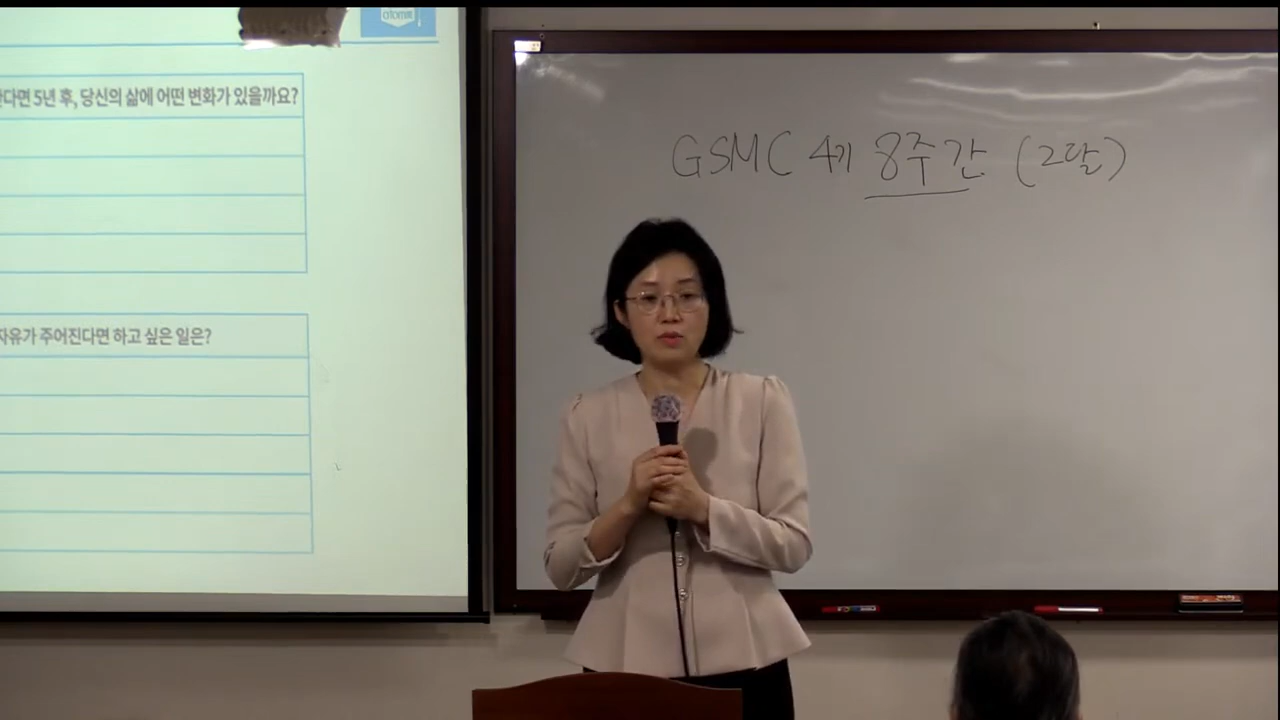 atomy
다면 5년 후, 당신의 삶에 어떤 변화가 있을까요?
자유가 주어진다면 하고 싶은 일은?
GSMC 4기 8주간 (2달)